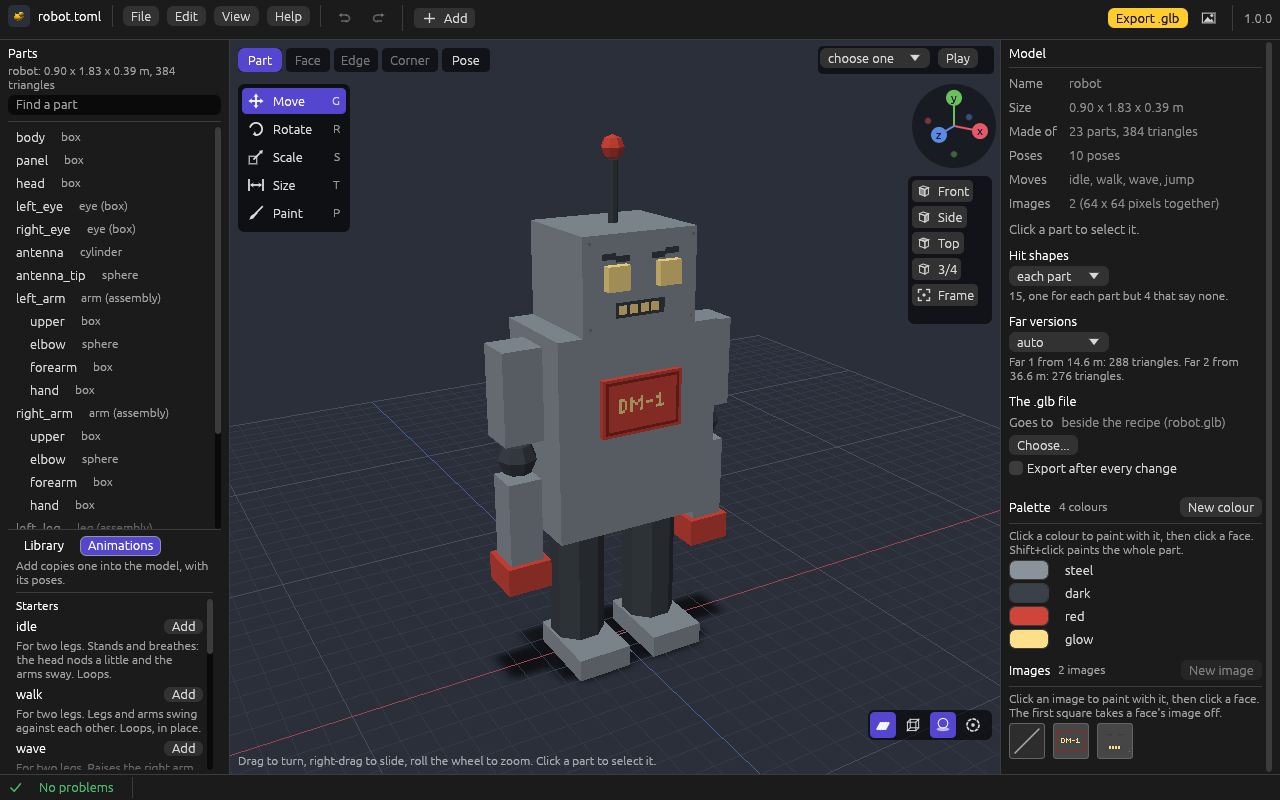 robot.toml
File
Edit
View
Help
Add
Export .glb
1.0.0
Parts
robot: 0.90 x 1.83 x 0.39 m, 384
triangles
Find a part
body box
panel box
head box
left_eye eye (box)
right_eye eye (box)
antenna cylinder
antenna_tip sphere
left_arm arm (assembly)
upper box
elbow sphere
forearm box
hand box
right_arm arm (assembly)
upper box
elbow sphere
forearm box
hand box
left_leg leg (assembly)
Library
Animations
Add copies one into the model, with
its poses.
Starters
idle Add
For two legs. Stands and breathes:
the head nods a little and the
arms sway. Loops.
walk Add
For two legs. Legs and arms swing
against each other. Loops, in place.
wave Add
For two legs. Raises the right arm
Part
Face
Edge
Corner
Pose
Move G
Rotate R
Scale S
Size T
Paint P
choose one
Play
y
x
z
Front
Side
Top
3/4
Frame
DM-1
Drag to turn, right-drag to slide, roll the wheel to zoom. Click a part to select it.
Model
Name robot
Size 0.90 x 1.83 x 0.39 m
Made of 23 parts, 384 triangles
Poses 10 poses
Moves idle, walk, wave, jump
Images 2 (64 x 64 pixels together)
Click a part to select it.
Hit shapes
each part
15, one for each part but 4 that say none.
Far versions
auto
Far 1 from 14.6 m: 288 triangles. Far 2 from
36.6 m: 276 triangles.
The .glb file
Goes to beside the recipe (robot.glb)
Choose...
Export after every change
Palette 4 colours
New colour
Click a colour to paint with it, then click a face.
Shift+click paints the whole part.
steel
dark
red
glow
Images 2 images
New image
Click an image to paint with it, then click a face.
The first square takes a face's image off.
DM-1
No problems